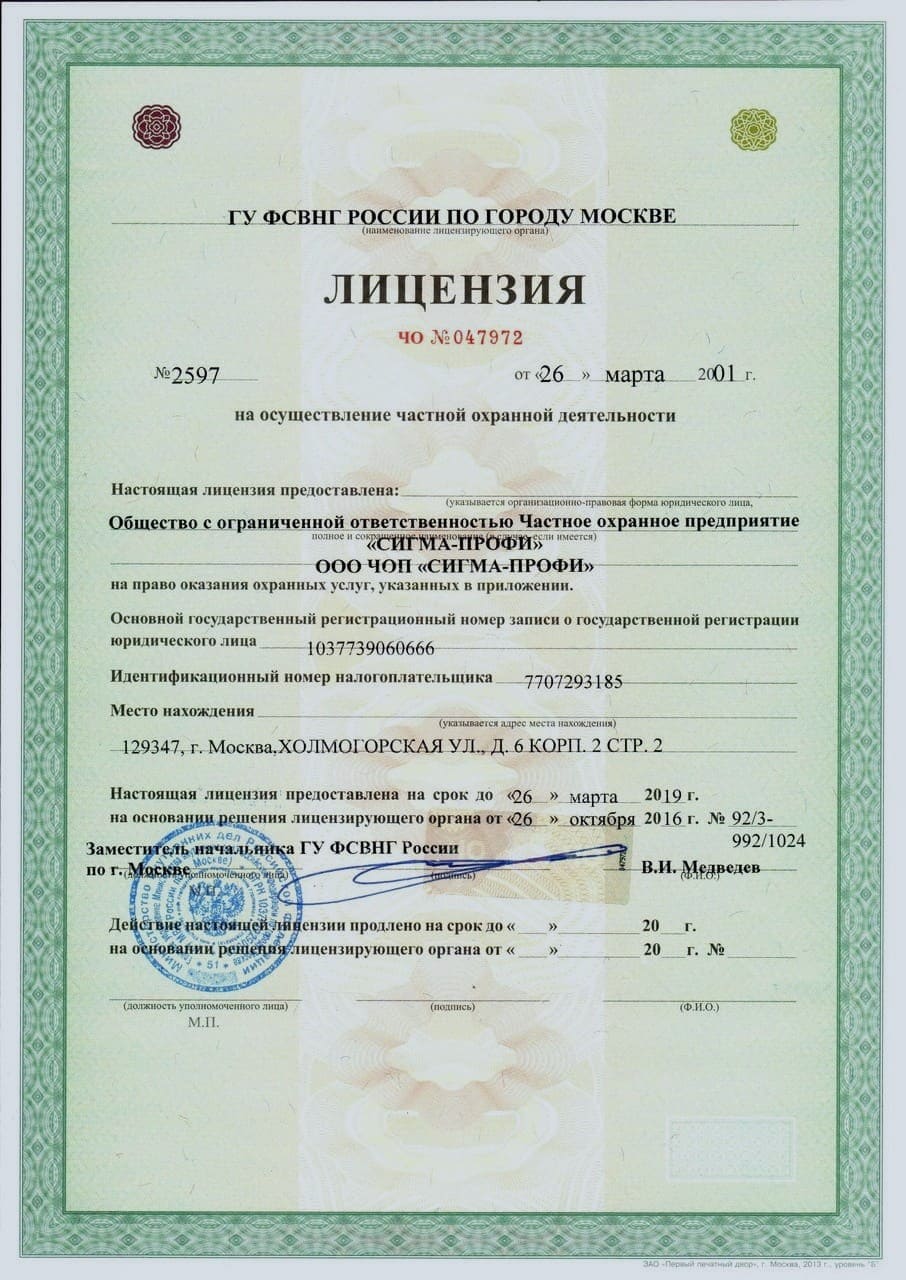 ГУ ФСВНГ РОССИИ ПО ГОРОДУ МОСКВЕ
(наименование лицензирующего органа)
ЛИЦЕНЗИЯ
ЧО №047972
№2597 от «26 » марта 2001 г.
на осуществление частной охранной деятельности
Настоящая лицензия предоставлена:
(указывается организационно-правовая форма юридического лица,
Общество с ограниченной ответственностью Частное охранное предприятие
полное и сокращенное наименование (в случае, если имеется)
«СИГМА-ПРОФИ»
ООО ЧОП «СИГМА-ПРОФИ»
на право оказания охранных услуг, указанных в приложении.
Основной государственный регистрационный номер записи о государственной регистрации
юридического лица 1037739060666
Идентификационный номер налогоплательщика 7707293185
Место нахождения
(указывается адрес места нахождения)
129347, г. Москва,ХОЛМОГОРСКАЯ УЛ., Д. 6 КОРП. 2 СТР. 2
Настоящая лицензия предоставлена на срок до «26 » марта 2019 г.
на основании решения лицензирующего органа от «26 » октября 2016 г. № 92/3-
992/1024
Заместитель начальника ГУ ФСВНГ России
по г. Москве В.И. Медведев
(должность уполномоченного лица) (подпись) (Ф.И.О.)
М.П.
Действие настоящей лицензии продлено на срок до « » 20 г.
на основании решения лицензирующего органа от « » 20 г. №
(должность уполномоченного лица) (подпись) (Ф.И.О.)
М.П.
ЗАО «Первый печатный двор», г. Москва, 2013 г., уровень "Б"